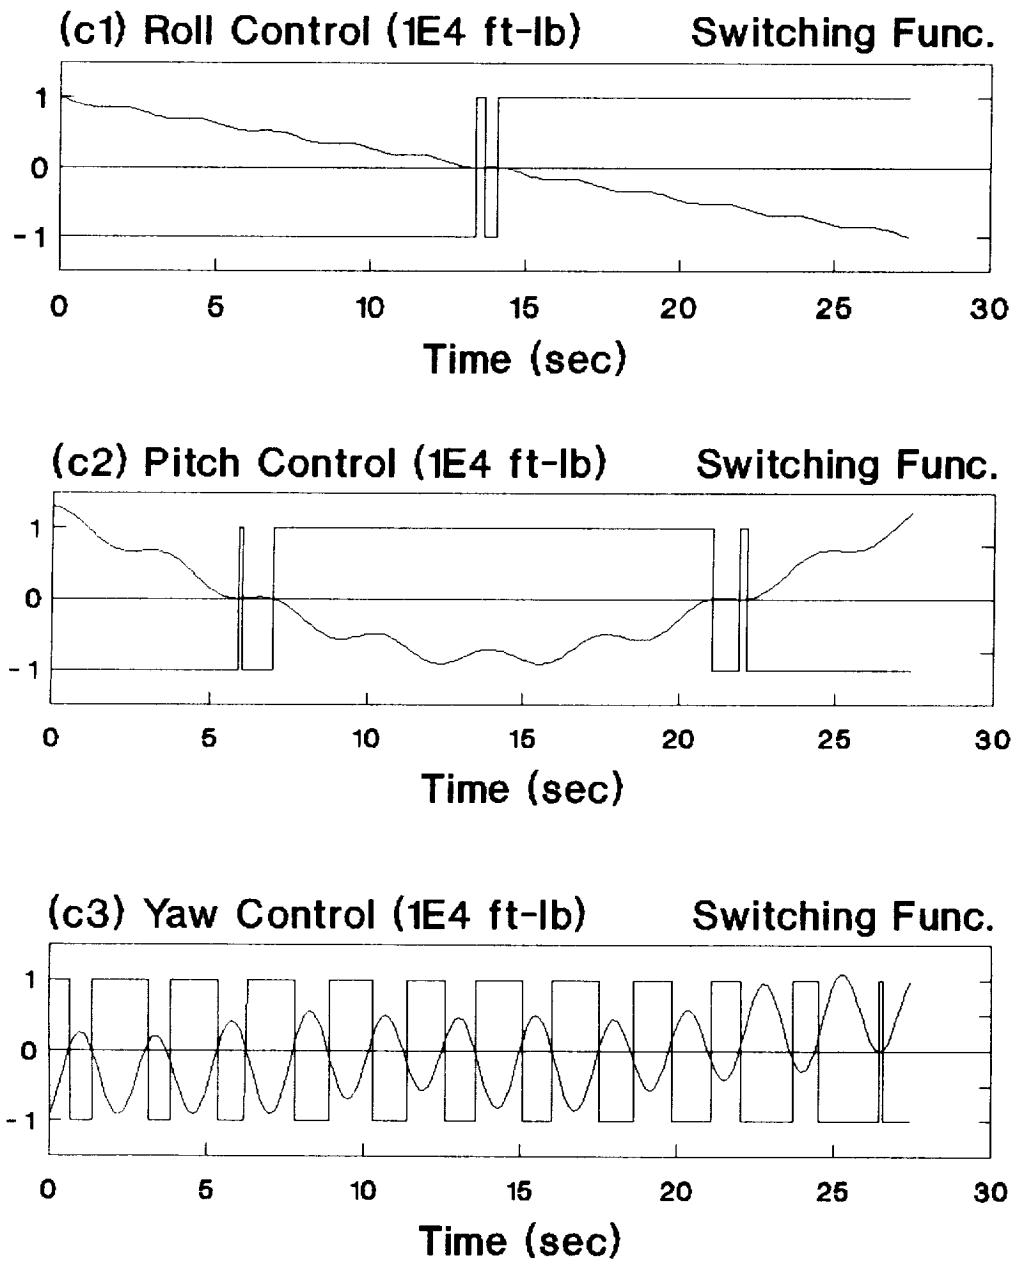 (c1) Roll Control (1E4 ft-lb) Switching Func.
1
0
-1
0 5 10 15 20 25 30
Time (sec)
(c2) Pitch Control (1E4 ft-lb) Switching Func.
1
0
-1
0 5 10 15 20 25 30
Time (sec)
(c3) Yaw Control (1E4 ft-lb) Switching Func.
1
0
-1
0 5 10 15 20 25 30
Time (sec)